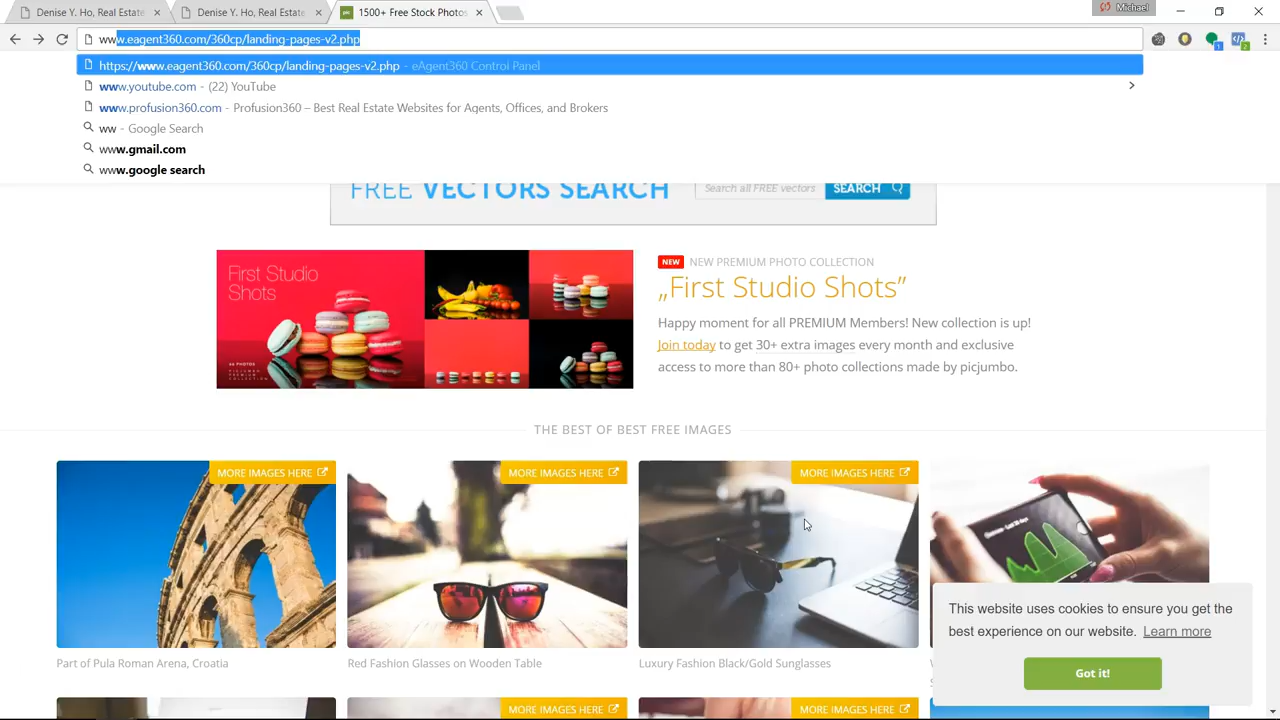 Denise Y. Ho, Real Estate
Denise Y. Ho, Real Estate
pic 1500+ Free Stock Photos
Michael
www.eagent360.com/360cp/landing-pages-v2.php
1
2
https://www.eagent360.com/360cp/landing-pages-v2.php - eAgent360 Control Panel
www.youtube.com - (22) YouTube
www.profusion360.com - Profusion360 – Best Real Estate Websites for Agents, Offices, and Brokers
ww - Google Search
www.gmail.com
www.google search
FREE VECTORS SEARCH
Search all FREE vectors
SEARCH
First Studio
Shots
NEW NEW PREMIUM PHOTO COLLECTION
„First Studio Shots”
Happy moment for all PREMIUM Members! New collection is up!
Join today to get 30+ extra images every month and exclusive
access to more than 80+ photo collections made by picjumbo.
THE BEST OF BEST FREE IMAGES
MORE IMAGES HERE
MORE IMAGES HERE
MORE IMAGES HERE
This website uses cookies to ensure you get the
best experience on our website. Learn more
Got it!
Part of Pula Roman Arena, Croatia
Red Fashion Glasses on Wooden Table
Luxury Fashion Black/Gold Sunglasses
MORE IMAGES HERE
MORE IMAGES HERE